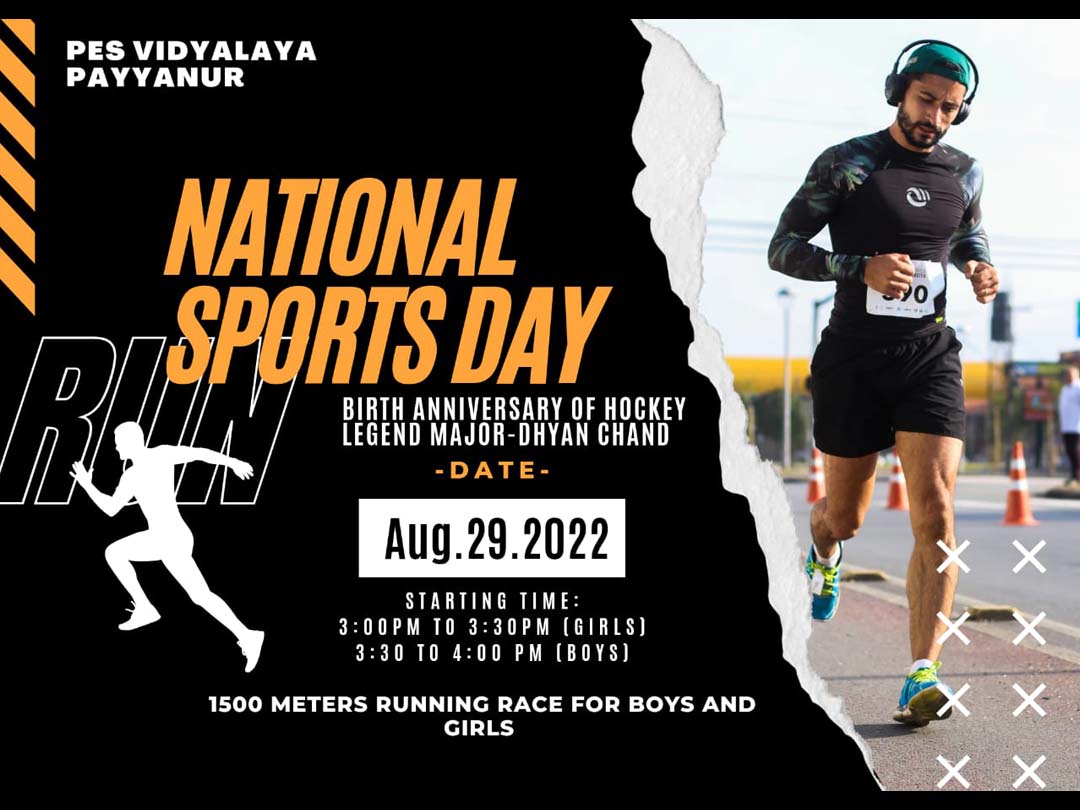 PES VIDYALAYA
PAYYANUR
NATIONAL
SPORTS DAY
RUN
BIRTH ANNIVERSARY OF HOCKEY
LEGEND MAJOR-DHYAN CHAND
-DATE-
Aug.29.2022
STARTING TIME:
3:00PM TO 3:30PM (GIRLS)
3:30 TO 4:00 PM (BOYS)
1500 METERS RUNNING RACE FOR BOYS AND
GIRLS